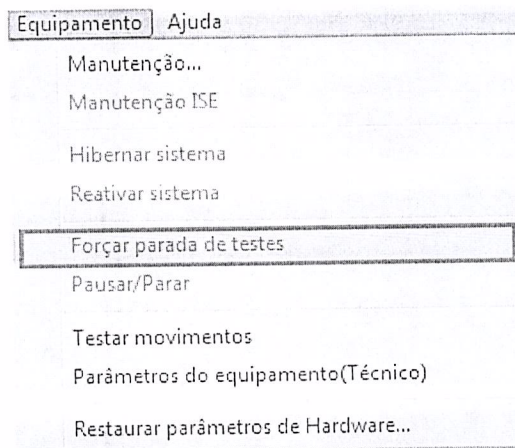 Equipamento Ajuda
Manutenção...
Manutenção ISE
Hibernar sistema
Reativar sistema
Forçar parada de testes
Pausar/Parar
Testar movimentos
Parâmetros do equipamento(Técnico)
Restaurar parâmetros de Hardware...